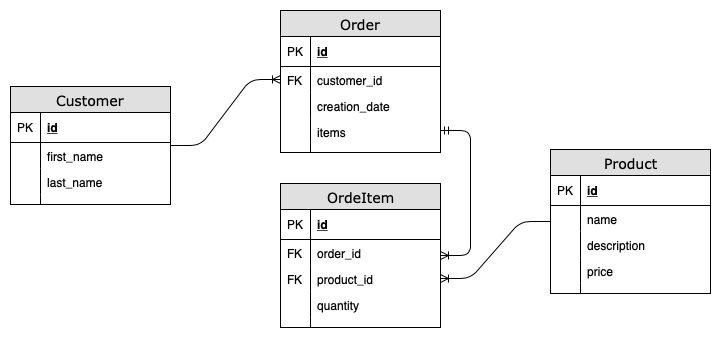 Order
PK id
FK customer_id
creation_date
items
Customer
PK id
first_name
last_name
OrdeItem
PK id
FK order_id
FK product_id
quantity
Product
PK id
name
description
price